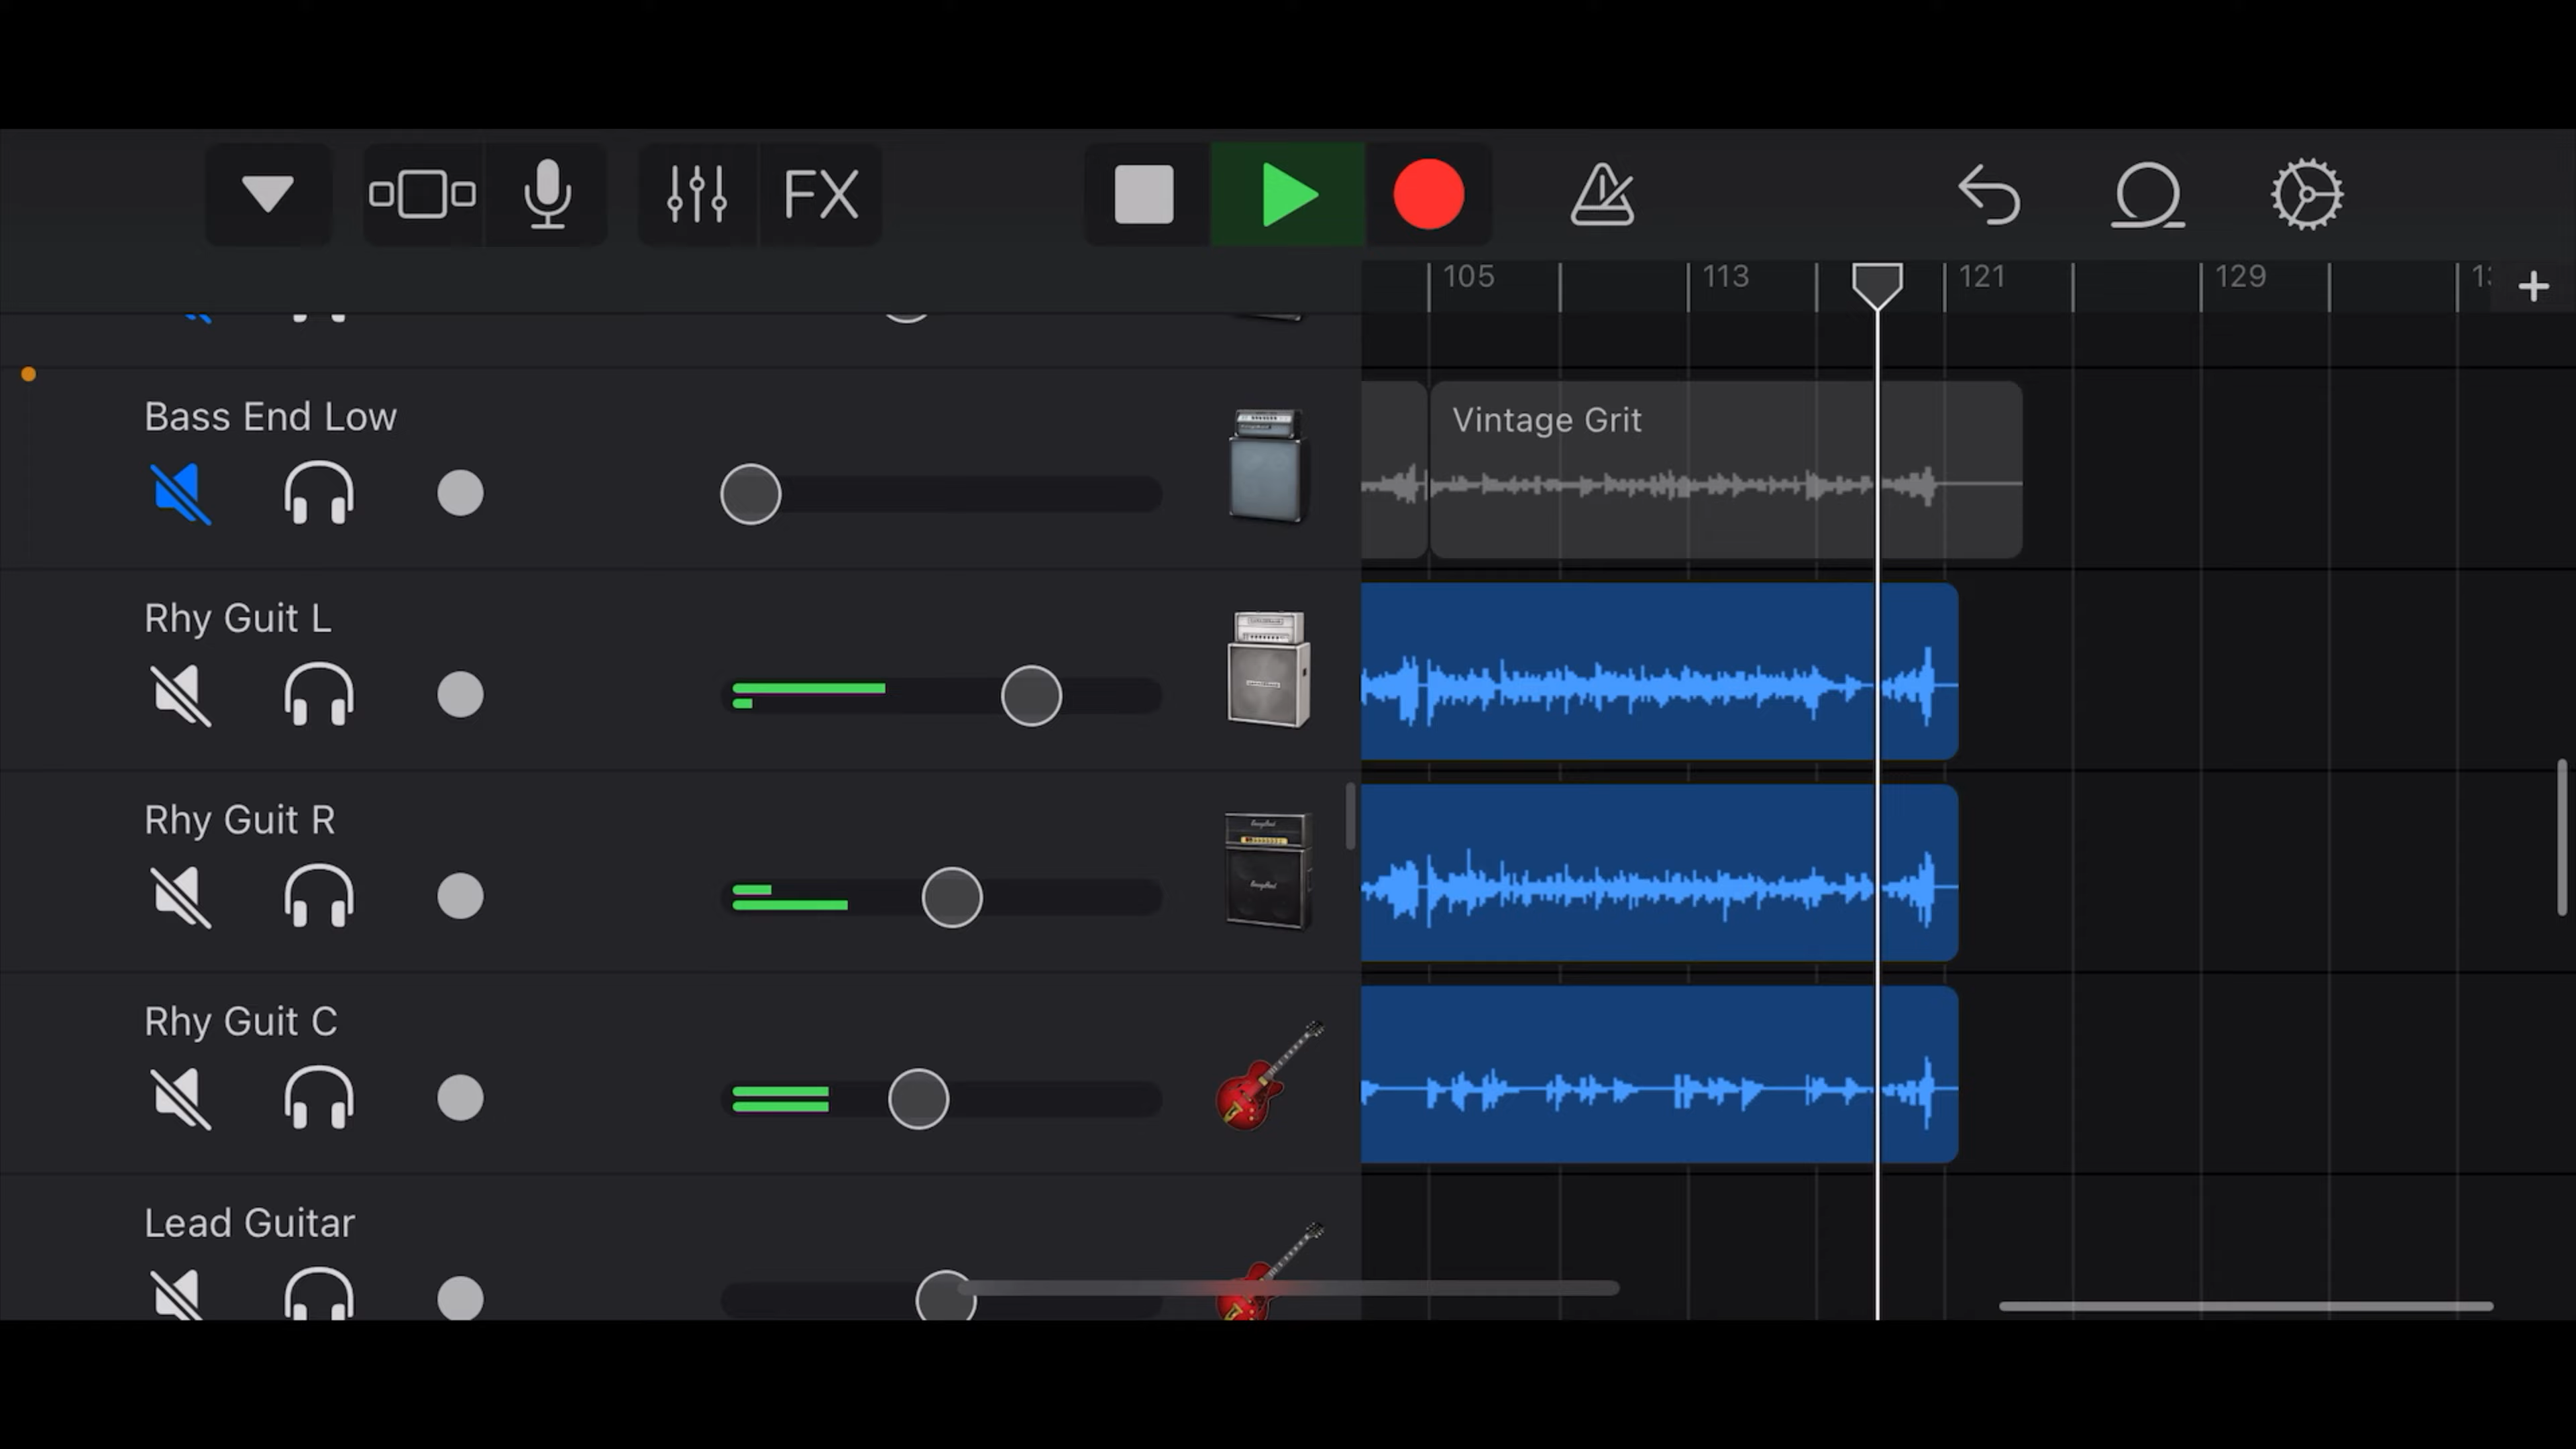 FX
105 113 121 129
Bass End Low
Vintage Grit
Rhy Guit L
Rhy Guit R
Rhy Guit C
Lead Guitar